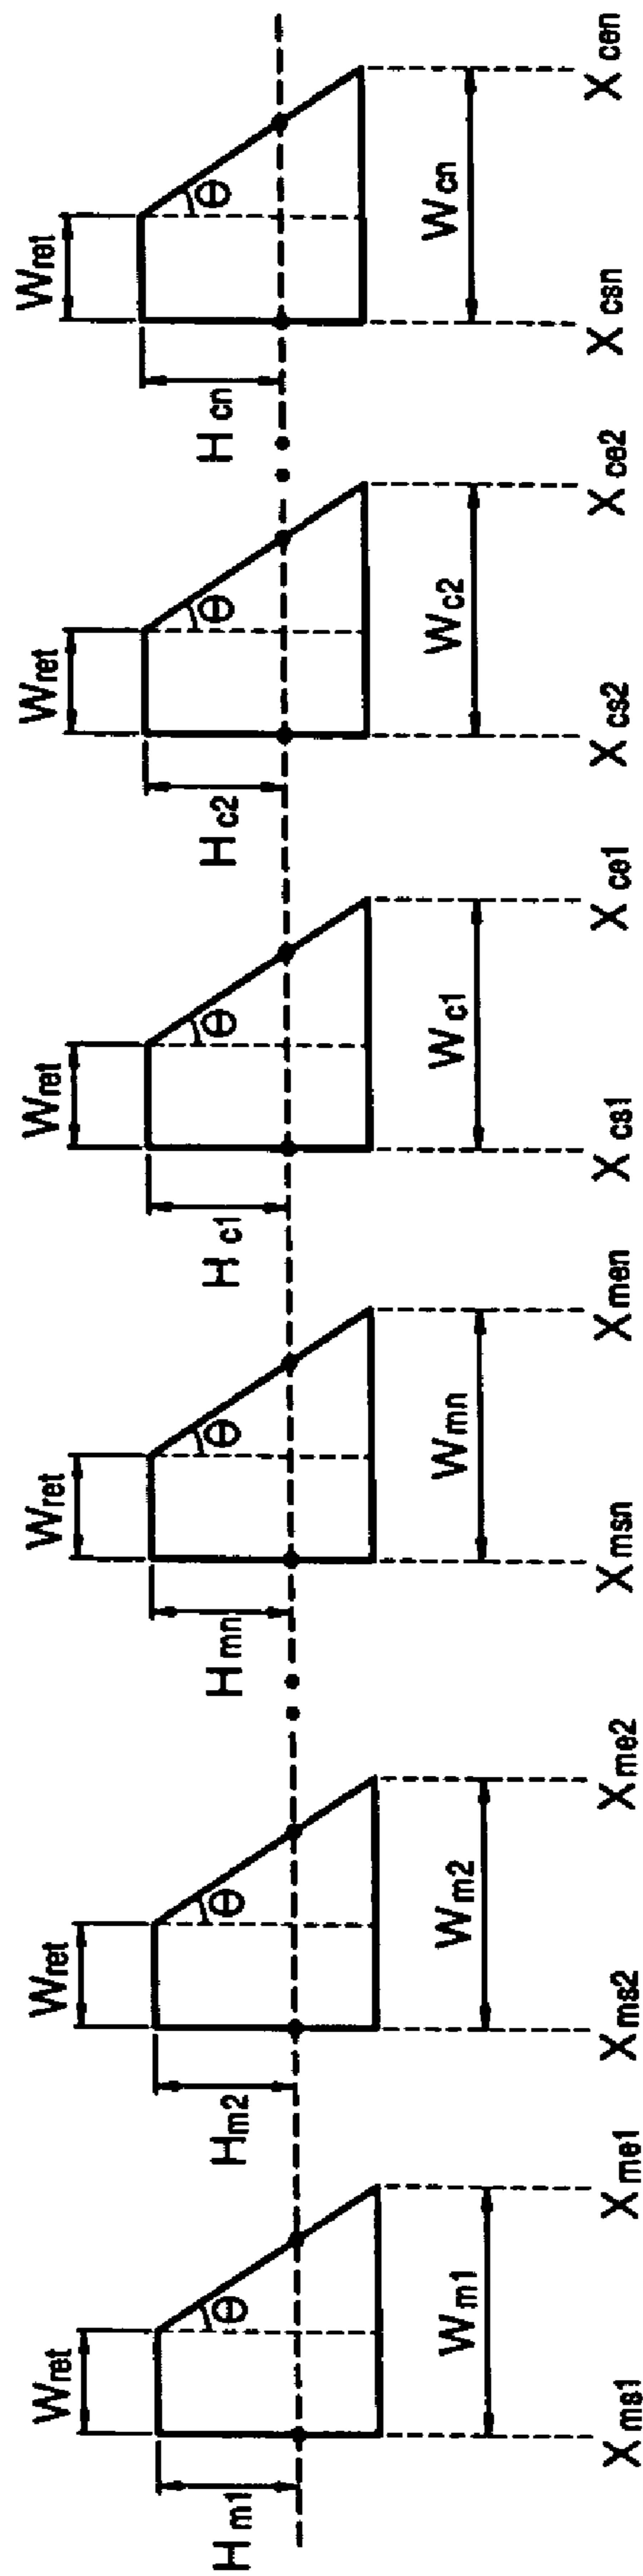 Wret Wret Wret Wret Wret Wret
θ θ θ θ θ θ
Hm1 Hm2 Hmn Hc1 Hc2 Hcn
Wm1 Wm2 Wmn Wc1 Wc2 Wcn
Xms1 Xme1 Xms2 Xme2 Xmsn Xmen Xcs1 Xce1 Xcs2 Xce2 Xcsn Xcen